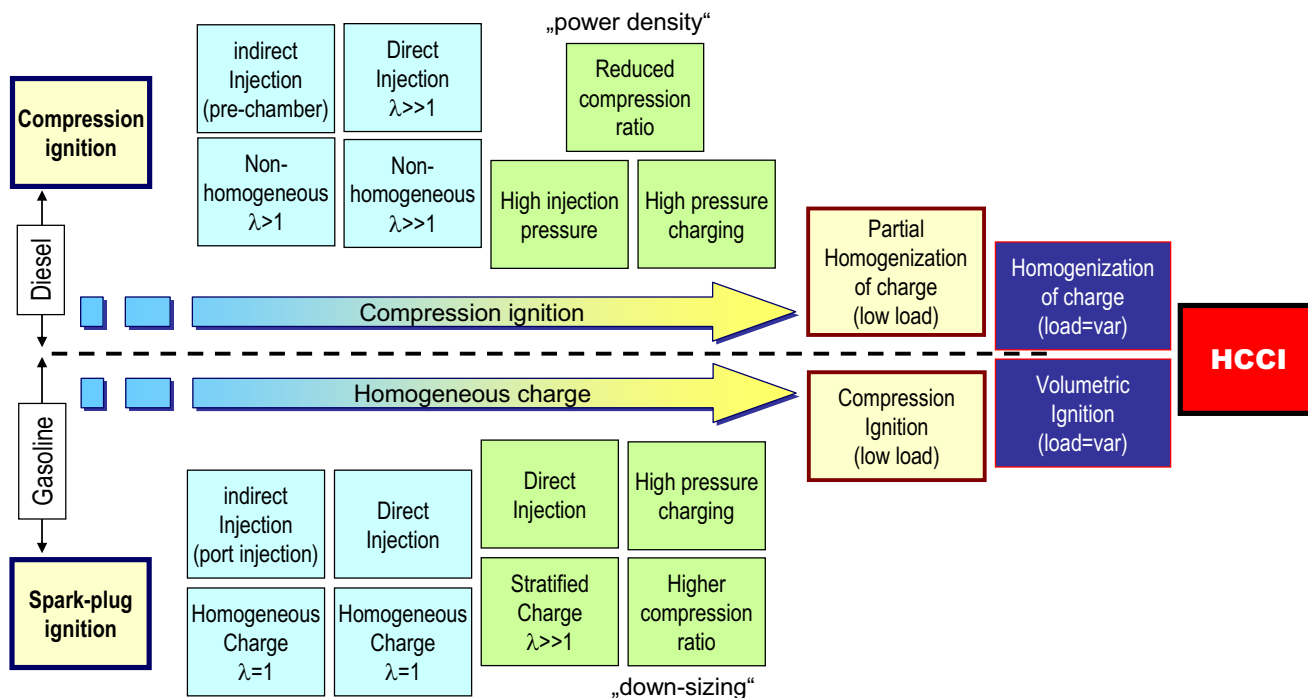 „power density“
indirect
Injection
(pre-chamber)
Direct
Injection
λ>>1
Reduced
compression
ratio
Compression
ignition
Non-
homogeneous
λ>1
Non-
homogeneous
λ>>1
High injection
pressure
High pressure
charging
Diesel
Compression ignition
Partial
Homogenization
of charge
(low load)
Homogenization
of charge
(load=var)
HCCI
Gasoline
Homogeneous charge
Compression
Ignition
(low load)
Volumetric
Ignition
(load=var)
indirect
Injection
(port injection)
Direct
Injection
Direct
Injection
High pressure
charging
Spark-plug
ignition
Homogeneous
Charge
λ=1
Homogeneous
Charge
λ=1
Stratified
Charge
λ>>1
Higher
compression
ratio
„down-sizing“